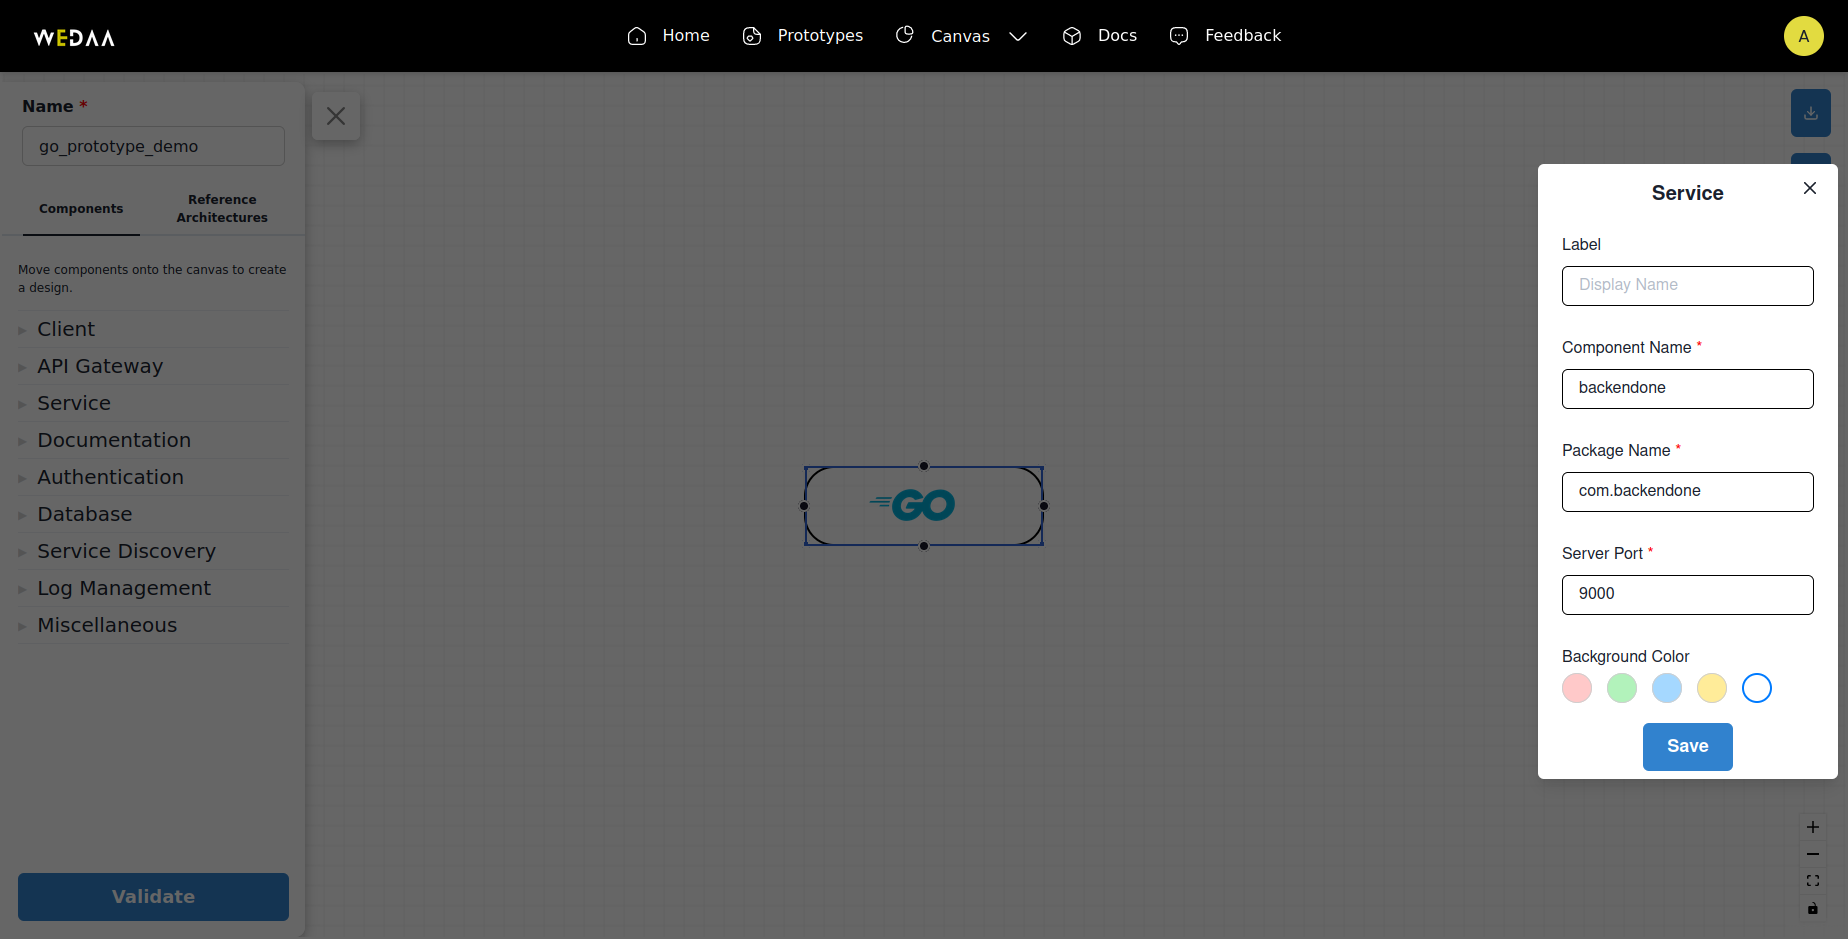 WEDAA
Home
Prototypes
Canvas
Docs
Feedback
A
Name *
go_prototype_demo
Components
Reference
Architectures
Move components onto the canvas to create
a design.
Client
API Gateway
Service
Documentation
Authentication
Database
Service Discovery
Log Management
Miscellaneous
Validate
GO
Service
Label
Display Name
Component Name *
backendone
Package Name *
com.backendone
Server Port *
9000
Background Color
Save